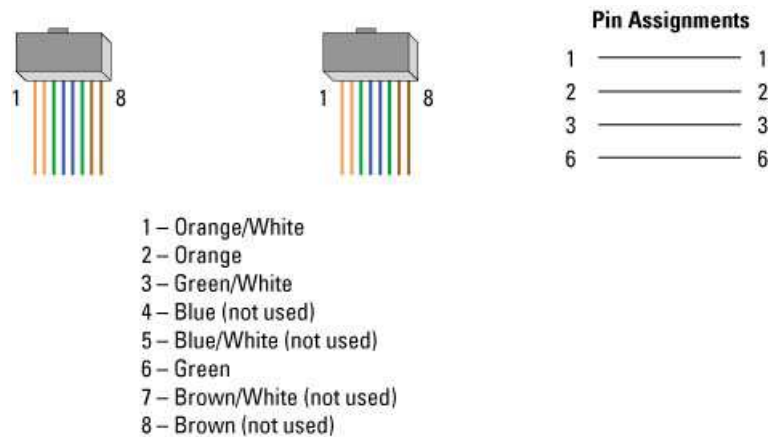 Pin Assignments
1 8
1 8
1 1
2 2
3 3
6 6
1 – Orange/White
2 – Orange
3 – Green/White
4 – Blue (not used)
5 – Blue/White (not used)
6 – Green
7 – Brown/White (not used)
8 – Brown (not used)